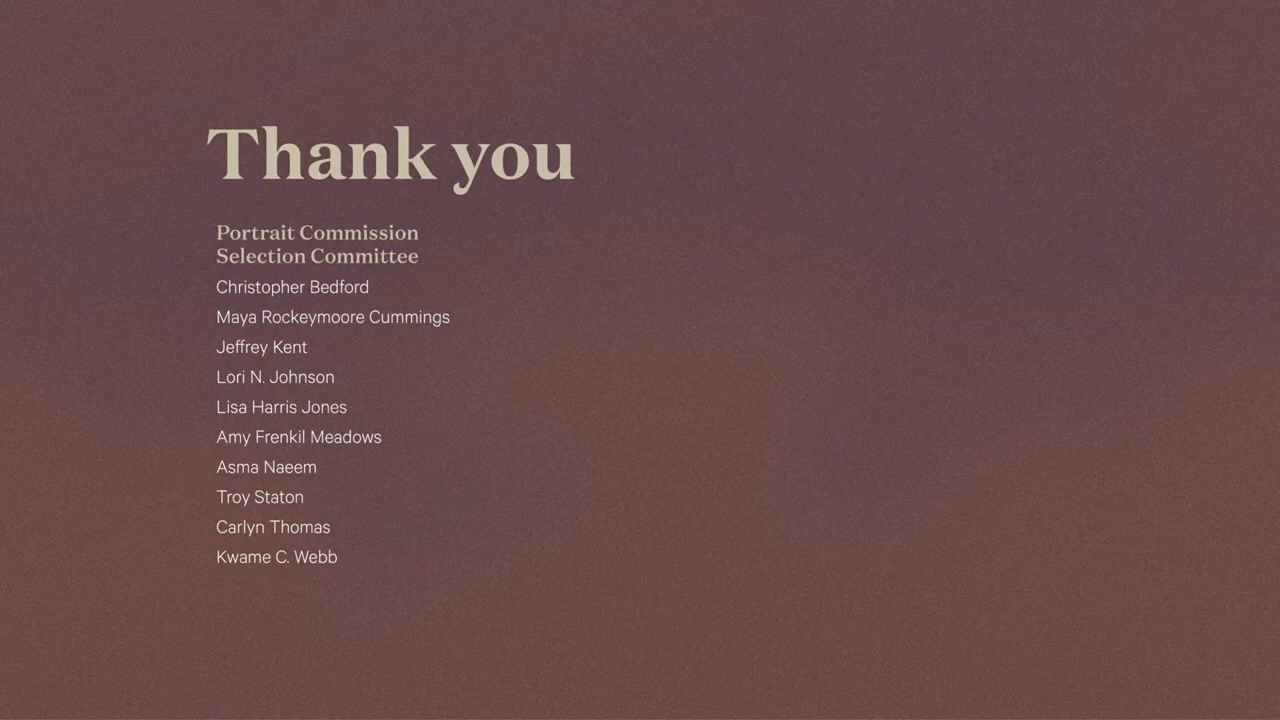 Thank you
Portrait Commission
Selection Committee
Christopher Bedford
Maya Rockeymoore Cummings
Jeffrey Kent
Lori N. Johnson
Lisa Harris Jones
Amy Frenkil Meadows
Asma Naeem
Troy Staton
Carlyn Thomas
Kwame C. Webb